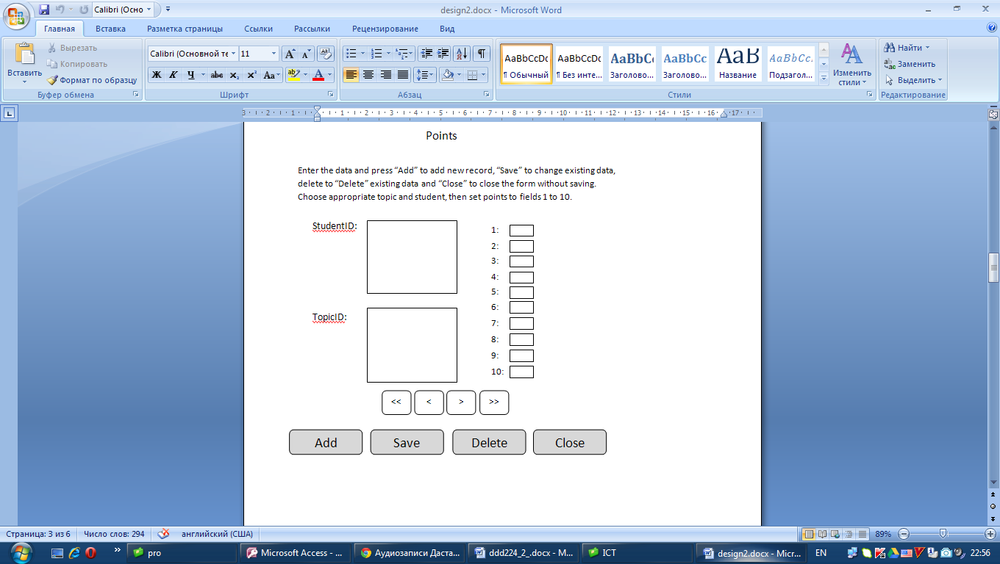 Calibri (Осно
design2.docx - Microsoft Word
Главная Вставка Разметка страницы Ссылки Рассылки Рецензирование Вид
Вставить
Вырезать
Копировать
Формат по образцу
Буфер обмена
Calibri (Основной те 11
Ж К Ч abc x₂ x² Aa ab A
Шрифт
Абзац
AaBbCcDc AaBbCcDc AaBbC AaBbCc AaB AaBbCc.
¶ Обычный ¶ Без инте... Заголово... Заголово... Название Подзагол...
Изменить стили
Стили
Найти
Заменить
Выделить
Редактирование
3 2 1 1 2 3 4 5 6 7 8 9 10 11 12 13 14 15 16 17
Points
Enter the data and press “Add” to add new record, “Save” to change existing data,
delete to “Delete” existing data and “Close” to close the form without saving.
Choose appropriate topic and student, then set points to fields 1 to 10.
StudentID:
TopicID:
1:
2:
3:
4:
5:
6:
7:
8:
9:
10:
<< < > >>
Add Save Delete Close
Страница: 3 из 6 Число слов: 294 английский (США) 89%
pro Microsoft Access - ... Аудиозаписи Даста... ddd224_2_.docx - M... ICT design2.docx - Micr... EN 22:56